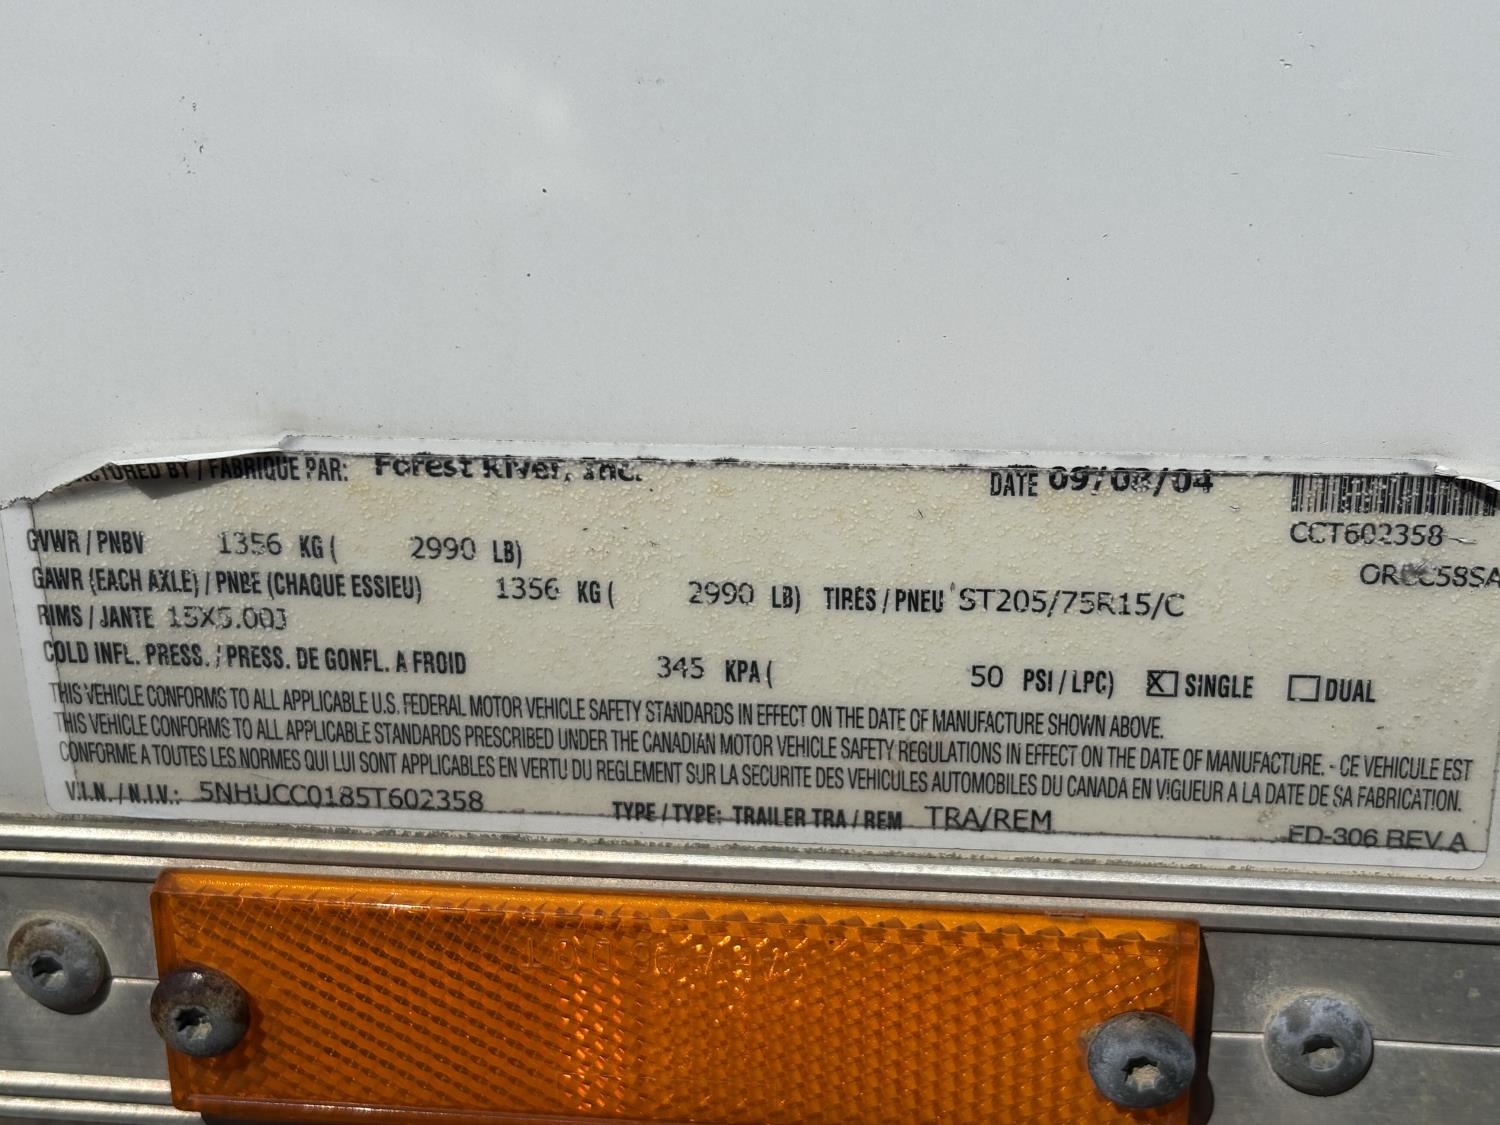 BY / FABRIQUE PAR: Forest River, Inc. DATE 09/08/04
CCT602358
GVWR / PNBV 1356 KG ( 2990 LB)
GAWR (EACH AXLE) / PNBE (CHAQUE ESSIEU) 1356 KG ( 2990 LB) TIRES / PNEU ST205/75R15/C
RIMS / JANTE 15X5.00J
COLD INFL. PRESS. / PRESS. DE GONFL. A FROID 345 KPA ( 50 PSI / LPC) SINGLE DUAL
THIS VEHICLE CONFORMS TO ALL APPLICABLE U.S. FEDERAL MOTOR VEHICLE SAFETY STANDARDS IN EFFECT ON THE DATE OF MANUFACTURE SHOWN ABOVE.
THIS VEHICLE CONFORMS TO ALL APPLICABLE STANDARDS PRESCRIBED UNDER THE CANADIAN MOTOR VEHICLE SAFETY REGULATIONS IN EFFECT ON THE DATE OF MANUFACTURE. - CE VEHICULE EST
CONFORME A TOUTES LES NORMES QUI LUI SONT APPLICABLES EN VERTU DU REGLEMENT SUR LA SECURITE DES VEHICULES AUTOMOBILES DU CANADA EN VIGUEUR A LA DATE DE SA FABRICATION.
V.I.N. / N.I.V.: 5NHUCC0185T602358 TYPE / TYPE: TRAILER TRA / REM TRA/REM FD-306 REV A